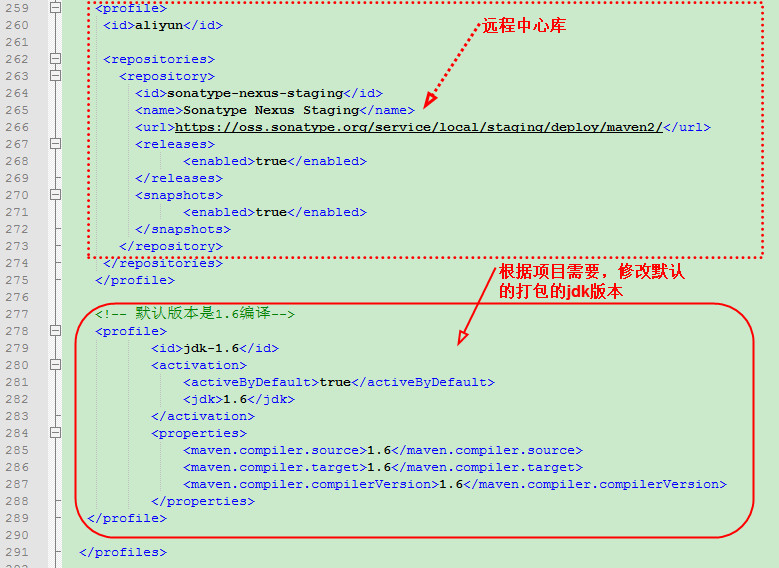 259 <profile>
260 <id>aliyun</id>
远程中心库
261
262 <repositories>
263 <repository>
264 <id>sonatype-nexus-staging</id>
265 <name>Sonatype Nexus Staging</name>
266 <url>https://oss.sonatype.org/service/local/staging/deploy/maven2/</url>
267 <releases>
268 <enabled>true</enabled>
269 </releases>
270 <snapshots>
271 <enabled>true</enabled>
272 </snapshots>
273 </repository>
274 </repositories>
根据项目需要，修改默认
的打包的jdk版本
275 </profile>
276
277 <!-- 默认版本是1.6编译-->
278 <profile>
279 <id>jdk-1.6</id>
280 <activation>
281 <activeByDefault>true</activeByDefault>
282 <jdk>1.6</jdk>
283 </activation>
284 <properties>
285 <maven.compiler.source>1.6</maven.compiler.source>
286 <maven.compiler.target>1.6</maven.compiler.target>
287 <maven.compiler.compilerVersion>1.6</maven.compiler.compilerVersion>
288 </properties>
289 </profile>
290
291 </profiles>